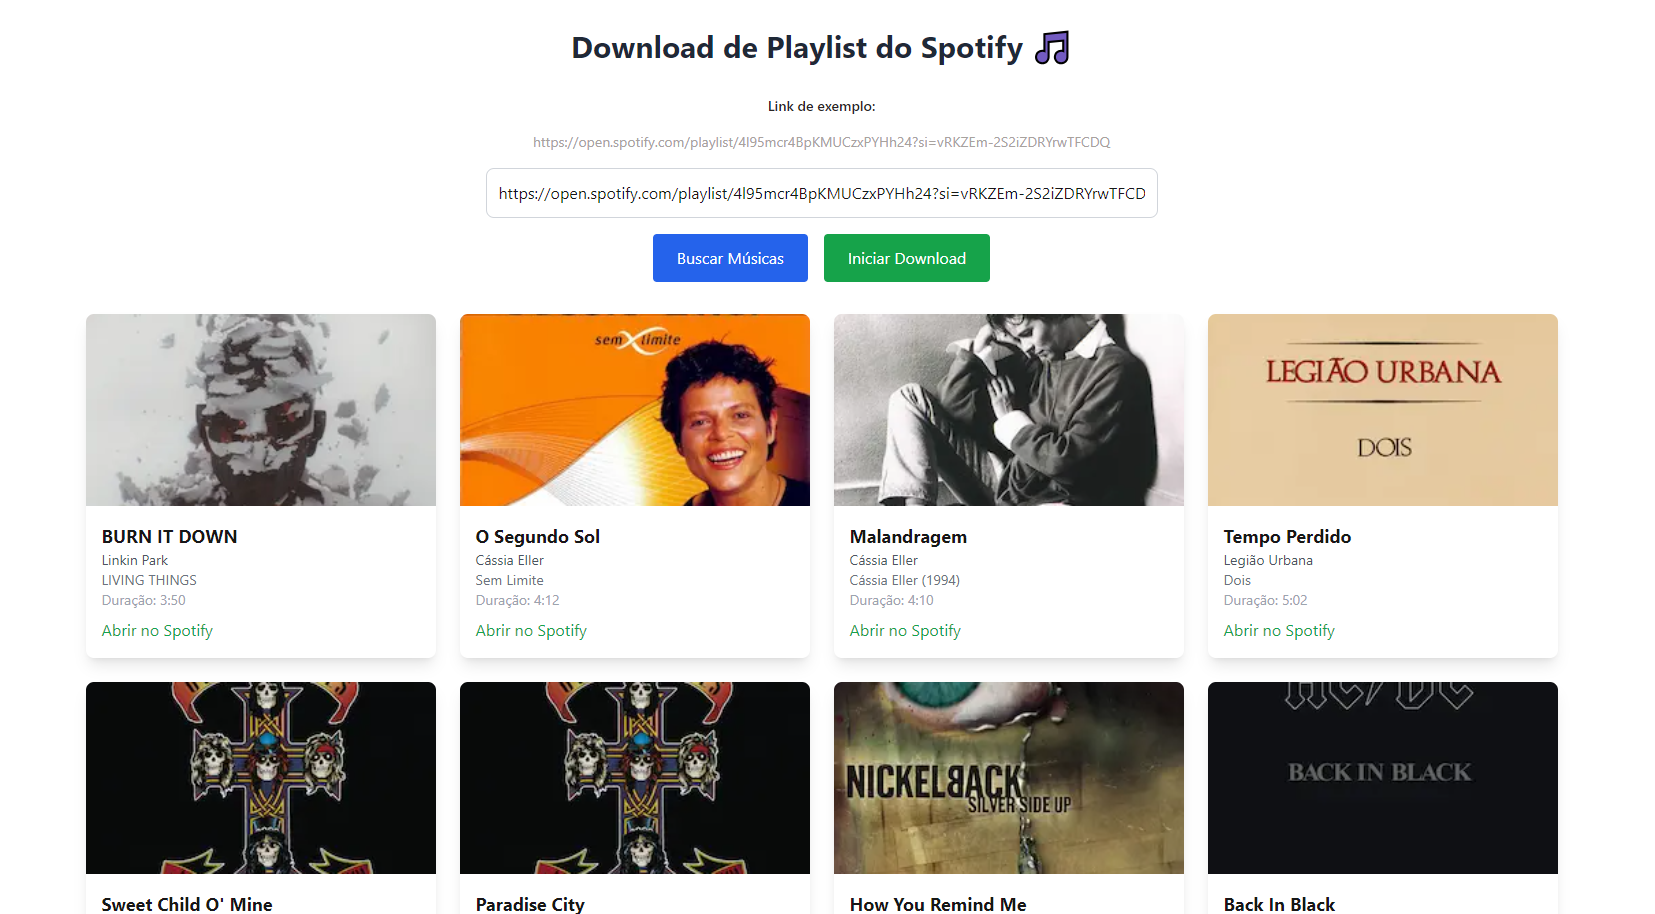 Download de Playlist do Spotify
Link de exemplo:
https://open.spotify.com/playlist/4l95mcr4BpKMUCzxPYHh24?si=vRKZEm-2S2iZDRYrwTFCDQ
https://open.spotify.com/playlist/4l95mcr4BpKMUCzxPYHh24?si=vRKZEm-2S2iZDRYrwTFCD
Buscar Músicas
Iniciar Download
sem limite
LEGIÃO URBANA
DOIS
BURN IT DOWN
Linkin Park
LIVING THINGS
Duração: 3:50
Abrir no Spotify
O Segundo Sol
Cássia Eller
Sem Limite
Duração: 4:12
Abrir no Spotify
Malandragem
Cássia Eller
Cássia Eller (1994)
Duração: 4:10
Abrir no Spotify
Tempo Perdido
Legião Urbana
Dois
Duração: 5:02
Abrir no Spotify
NICKELBACK
SILVER SIDE UP
AC/DC
BACK IN BLACK
Sweet Child O' Mine
Paradise City
How You Remind Me
Back In Black